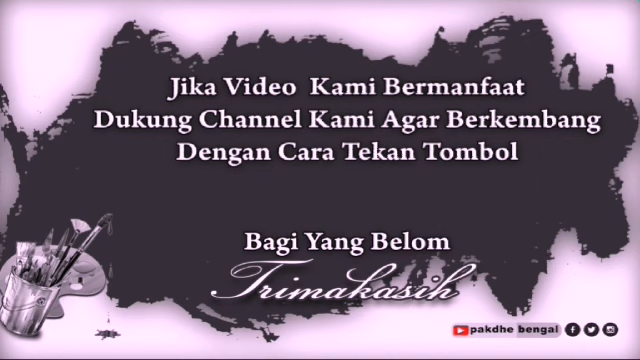 Jika Video Kami Bermanfaat
Dukung Channel Kami Agar Berkembang
Dengan Cara Tekan Tombol
Bagi Yang Belom
Trimakasih
pakdhe bengal